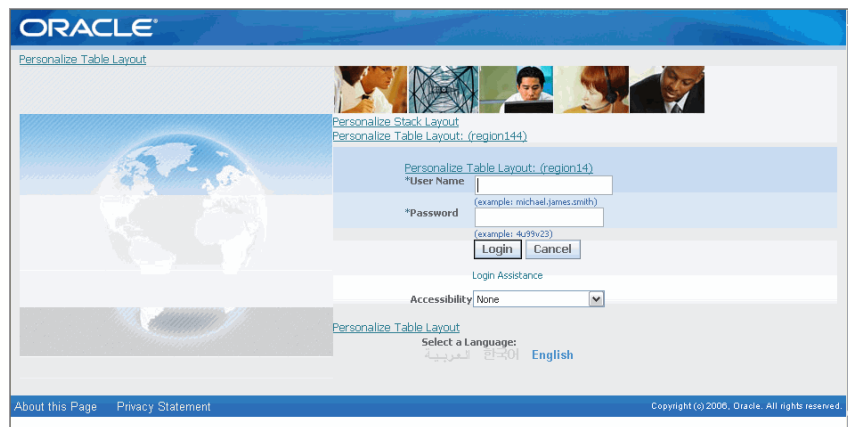 ORACLE®
Personalize Table Layout
Personalize Stack Layout
Personalize Table Layout: (region144)
Personalize Table Layout: (region14)
*User Name
(example: michael.james.smith)
*Password
(example: 4u99v23)
Login Cancel
Login Assistance
Accessibility None
Personalize Table Layout
Select a Language:
العربية 한국어 English
About this Page Privacy Statement Copyright (c) 2006, Oracle. All rights reserved.